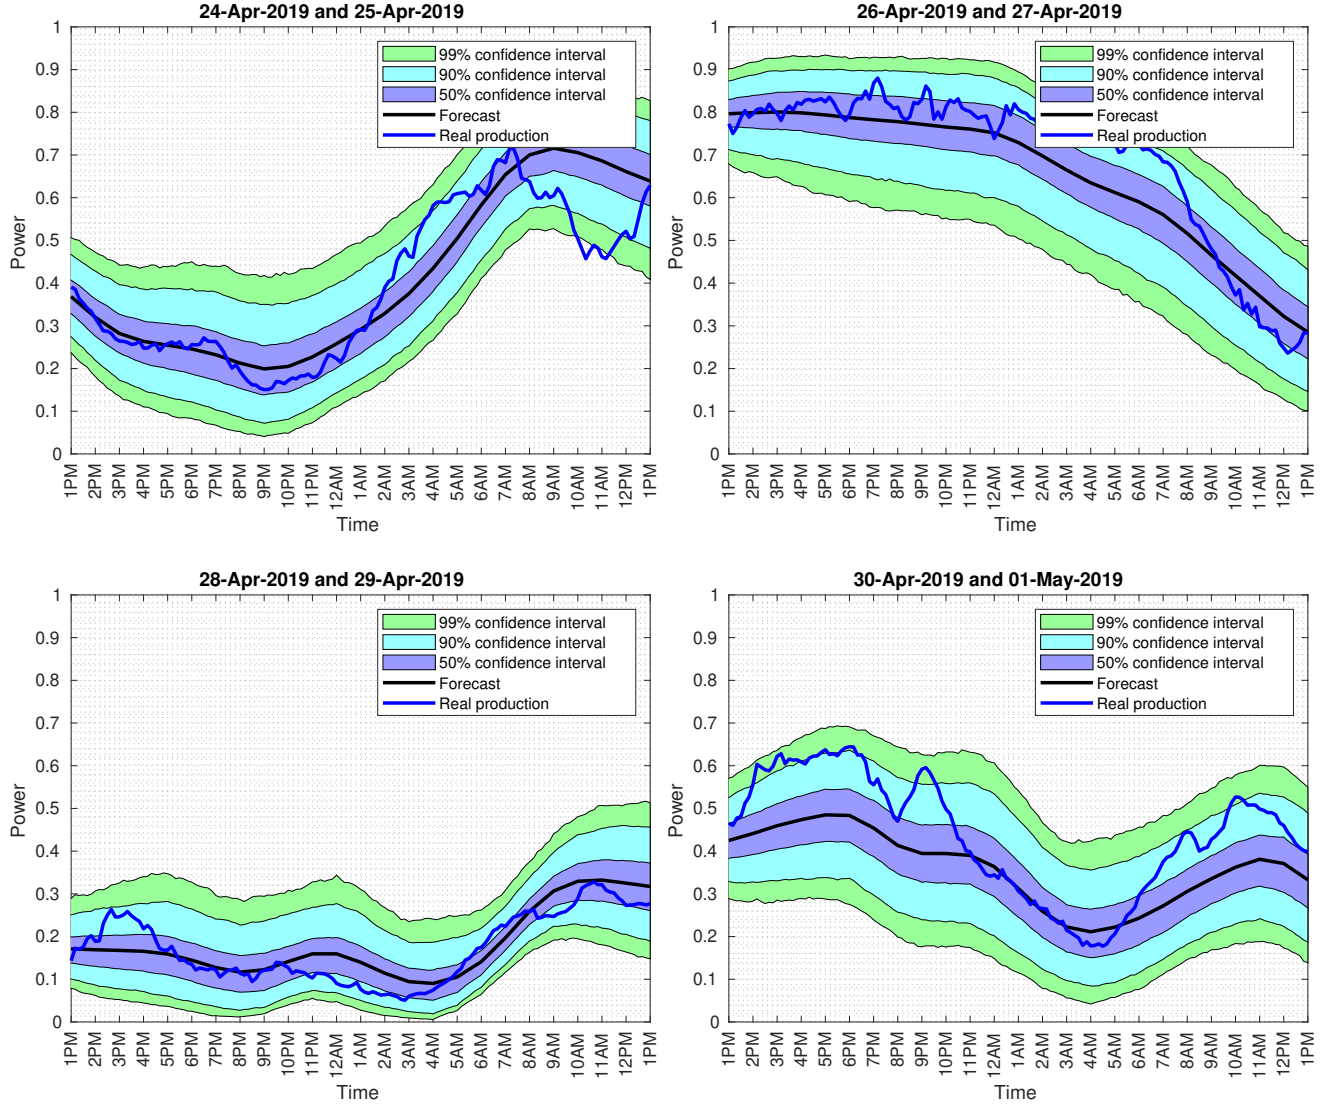 24-Apr-2019 and 25-Apr-2019
1
0.9
0.8
0.7
0.6
0.5
0.4
0.3
0.2
0.1
0
Power
99% confidence interval
90% confidence interval
50% confidence interval
Forecast
Real production
1PM 2PM 3PM 4PM 5PM 6PM 7PM 8PM 9PM 10PM 11PM 12AM 1AM 2AM 3AM 4AM 5AM 6AM 7AM 8AM 9AM 10AM 11AM 12PM 1PM
Time
26-Apr-2019 and 27-Apr-2019
1
0.9
0.8
0.7
0.6
0.5
0.4
0.3
0.2
0.1
0
Power
99% confidence interval
90% confidence interval
50% confidence interval
Forecast
Real production
1PM 2PM 3PM 4PM 5PM 6PM 7PM 8PM 9PM 10PM 11PM 12AM 1AM 2AM 3AM 4AM 5AM 6AM 7AM 8AM 9AM 10AM 11AM 12PM 1PM
Time
28-Apr-2019 and 29-Apr-2019
1
0.9
0.8
0.7
0.6
0.5
0.4
0.3
0.2
0.1
0
Power
99% confidence interval
90% confidence interval
50% confidence interval
Forecast
Real production
1PM 2PM 3PM 4PM 5PM 6PM 7PM 8PM 9PM 10PM 11PM 12AM 1AM 2AM 3AM 4AM 5AM 6AM 7AM 8AM 9AM 10AM 11AM 12PM 1PM
Time
30-Apr-2019 and 01-May-2019
1
0.9
0.8
0.7
0.6
0.5
0.4
0.3
0.2
0.1
0
Power
99% confidence interval
90% confidence interval
50% confidence interval
Forecast
Real production
1PM 2PM 3PM 4PM 5PM 6PM 7PM 8PM 9PM 10PM 11PM 12AM 1AM 2AM 3AM 4AM 5AM 6AM 7AM 8AM 9AM 10AM 11AM 12PM 1PM
Time